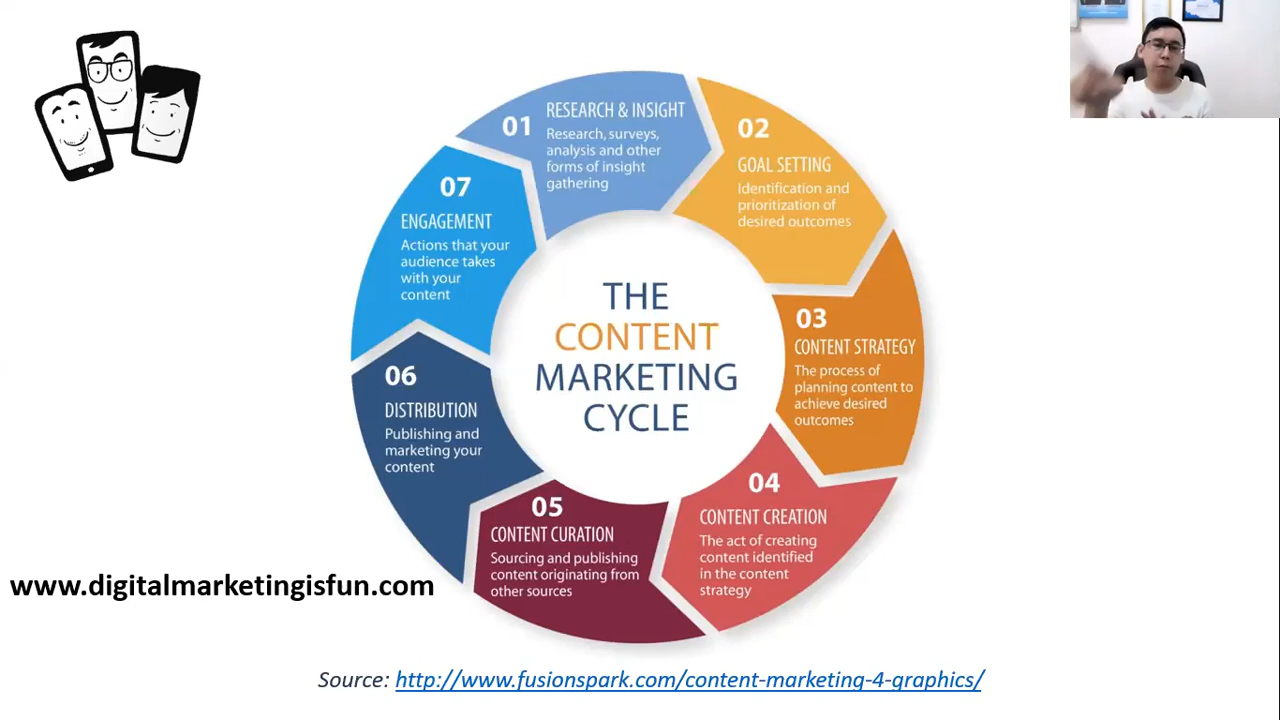 01
RESEARCH & INSIGHT
Research, surveys,
analysis and other
forms of insight
gathering
02
GOAL SETTING
Identification and
prioritization of
desired outcomes
03
CONTENT STRATEGY
The process of
planning content to
achieve desired
outcomes
04
CONTENT CREATION
The act of creating
content identified
in the content
strategy
05
CONTENT CURATION
Sourcing and publishing
content originating from
other sources
06
DISTRIBUTION
Publishing and
marketing your
content
07
ENGAGEMENT
Actions that your
audience takes
with your
content
THE
CONTENT
MARKETING
CYCLE
www.digitalmarketingisfun.com
Source: http://www.fusionspark.com/content-marketing-4-graphics/